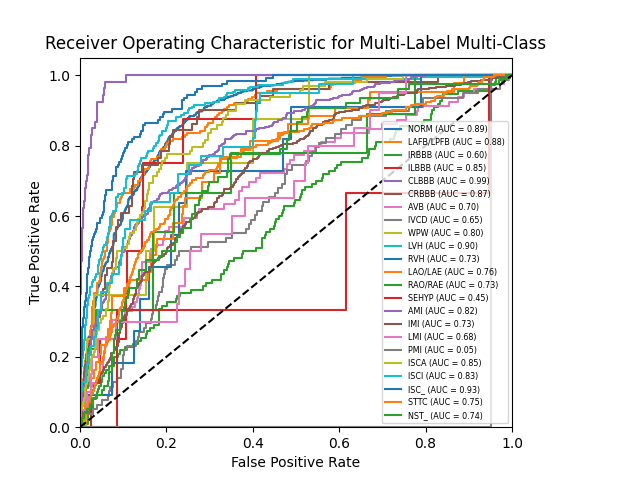 Receiver Operating Characteristic for Multi-Label Multi-Class
True Positive Rate
1.0
0.8
0.6
0.4
0.2
0.0
NORM (AUC = 0.89)
LAFB/LPFB (AUC = 0.88)
IRBBB (AUC = 0.60)
ILBBB (AUC = 0.85)
CLBBB (AUC = 0.99)
CRBBB (AUC = 0.87)
AVB (AUC = 0.70)
IVCD (AUC = 0.65)
WPW (AUC = 0.80)
LVH (AUC = 0.90)
RVH (AUC = 0.73)
LAO/LAE (AUC = 0.76)
RAO/RAE (AUC = 0.73)
SEHYP (AUC = 0.45)
AMI (AUC = 0.82)
IMI (AUC = 0.73)
LMI (AUC = 0.68)
PMI (AUC = 0.05)
ISCA (AUC = 0.85)
ISCI (AUC = 0.83)
ISC_ (AUC = 0.93)
STTC (AUC = 0.75)
NST_ (AUC = 0.74)
0.0 0.2 0.4 0.6 0.8 1.0
False Positive Rate